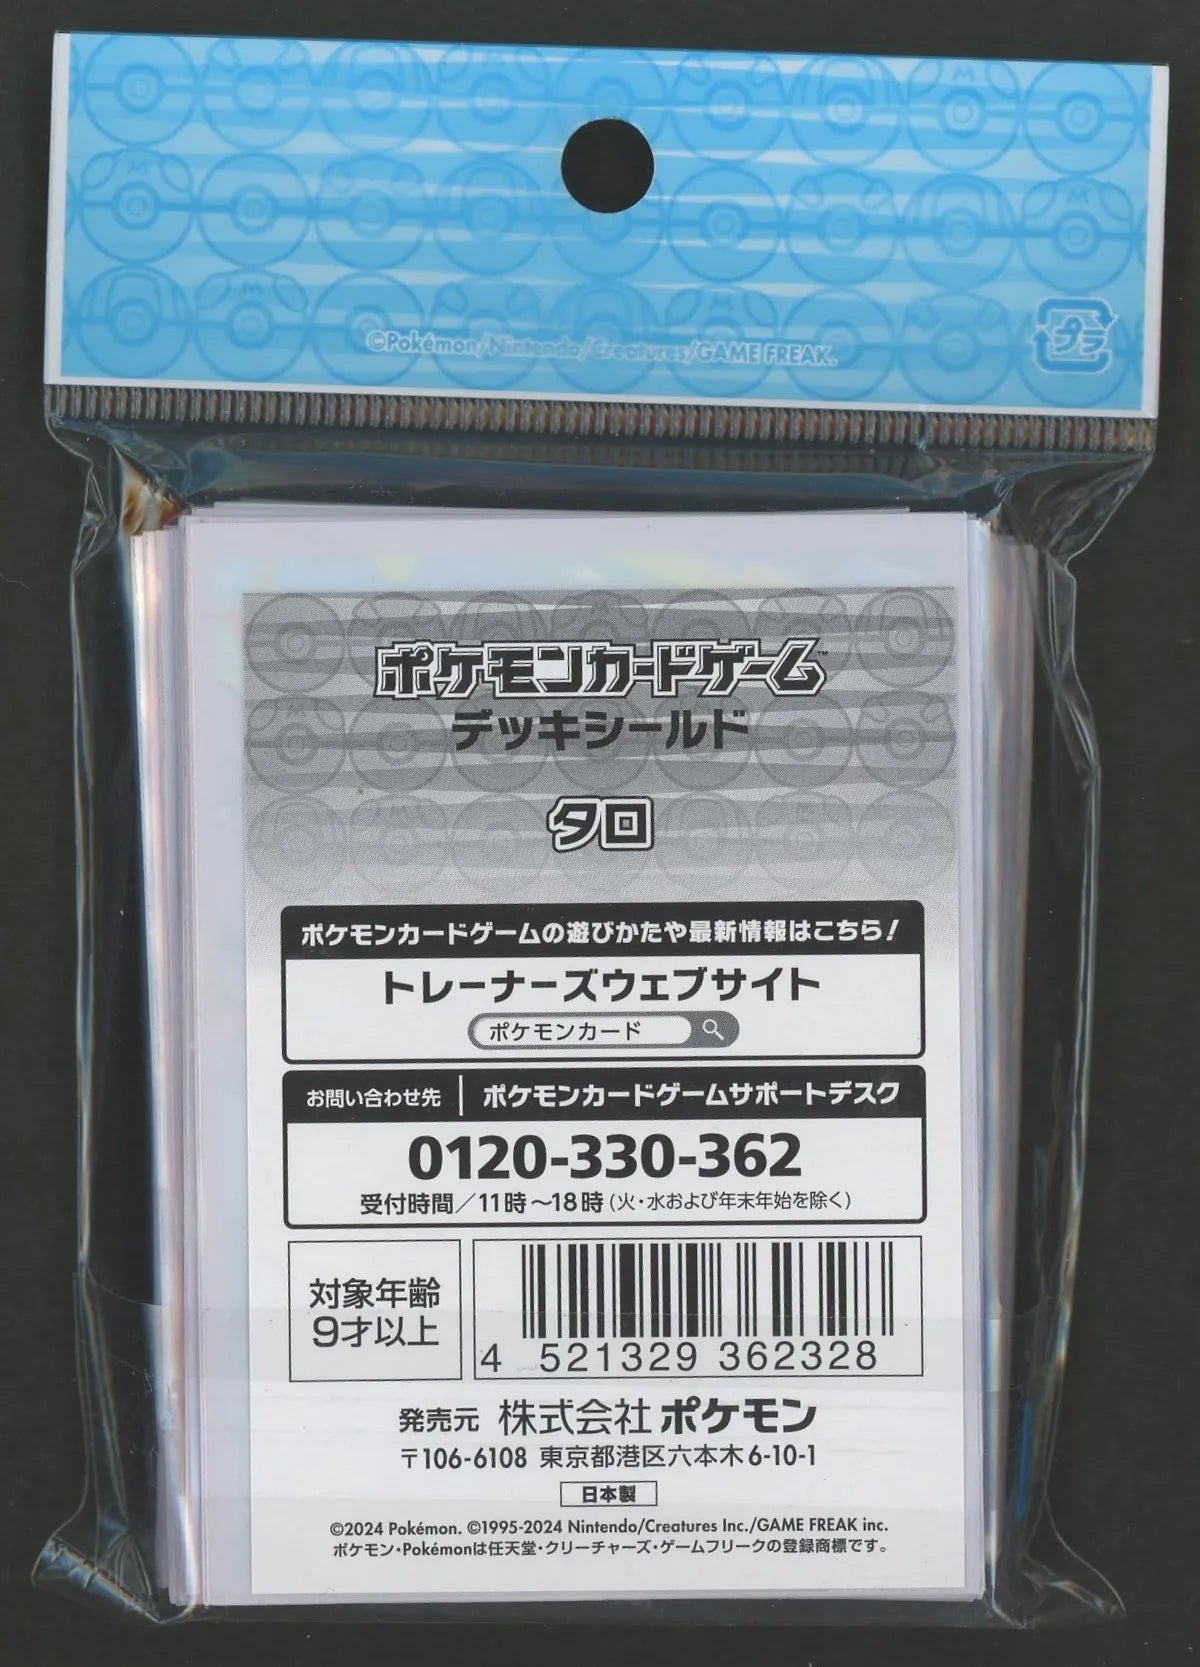 ©Pokémon/Nintendo/Creatures/GAME FREAK.
プラ
ポケモンカードゲーム™
デッキシールド
タロ
ポケモンカードゲームの遊びかたや最新情報はこちら!
トレーナーズウェブサイト
ポケモンカード
お問い合わせ先 | ポケモンカードゲームサポートデスク
0120-330-362
受付時間／11時～18時(火・水および年末年始を除く)
対象年齢
9才以上
4 521329 362328
発売元 株式会社ポケモン
〒106-6108 東京都港区六本木6-10-1
日本製
©2024 Pokémon. ©1995-2024 Nintendo/Creatures Inc./GAME FREAK inc.
ポケモン・Pokémonは任天堂・クリーチャーズ・ゲームフリークの登録商標です。